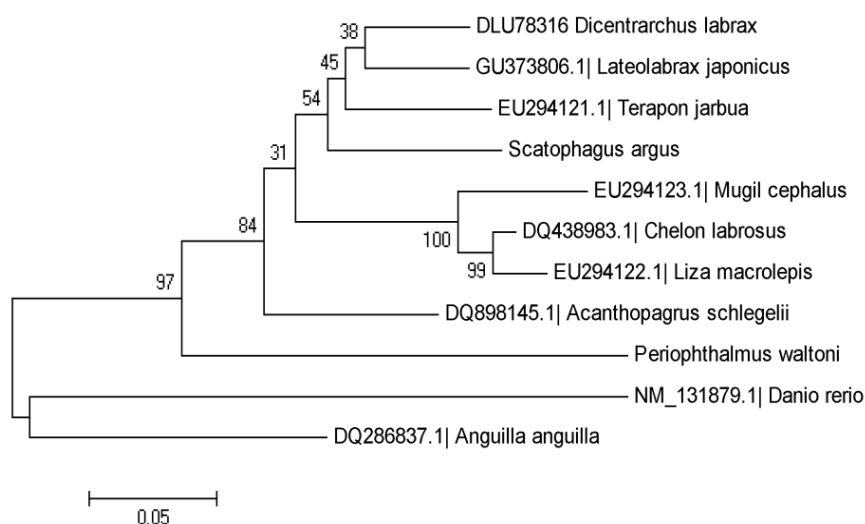 DLU78316 Dicentrarchus labrax
38
GU373806.1| Lateolabrax japonicus
45
EU294121.1| Terapon jarbua
54
Scatophagus argus
31
EU294123.1| Mugil cephalus
100
DQ438983.1| Chelon labrosus
84
99
EU294122.1| Liza macrolepis
97
DQ898145.1| Acanthopagrus schlegelii
Periophthalmus waltoni
NM_131879.1| Danio rerio
DQ286837.1| Anguilla anguilla
0.05